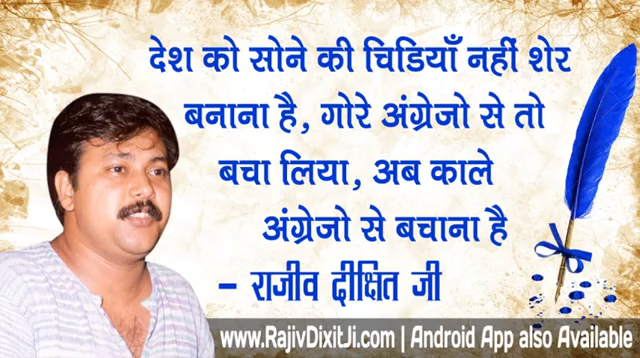 देश को सोने की चिडियाँ नहीं शेर
बनाना है, गोरे अंग्रेजो से तो
बचा लिया, अब काले
अंग्रेजो से बचाना है
– राजीव दीक्षित जी
www.RajivDixitJi.com | Android App also Available